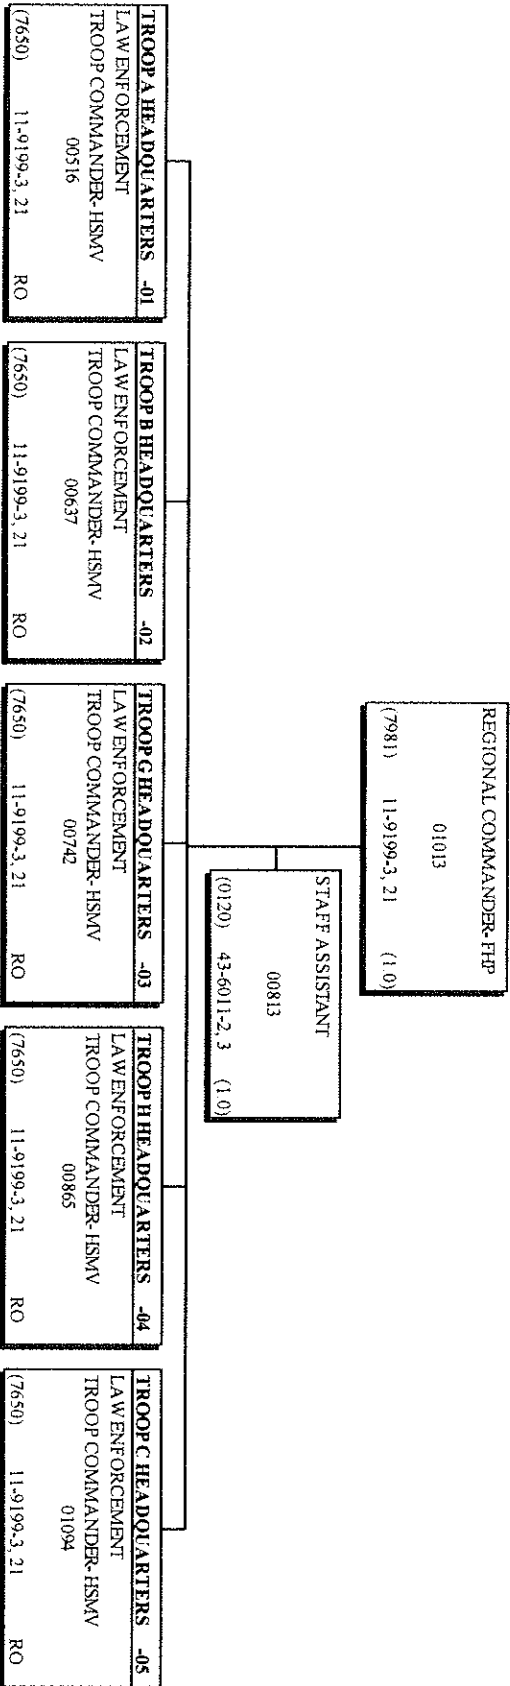 REGIONAL COMMANDER- FHP
01013
(7981) 11-9199-3, 21 (1.0)
STAFF ASSISTANT
00813
(0120) 43-6011-2, 3 (1.0)
TROOP A HEADQUARTERS -01
LAW ENFORCEMENT
TROOP COMMANDER- HSMV
00516
(7650) 11-9199-3, 21 RO
TROOP B HEADQUARTERS -02
LAW ENFORCEMENT
TROOP COMMANDER- HSMV
00637
(7650) 11-9199-3, 21 RO
TROOP G HEADQUARTERS -03
LAW ENFORCEMENT
TROOP COMMANDER- HSMV
00742
(7650) 11-9199-3, 21 RO
TROOP H HEADQUARTERS -04
LAW ENFORCEMENT
TROOP COMMANDER- HSMV
00865
(7650) 11-9199-3, 21 RO
TROOP C HEADQUARTERS -05
LAW ENFORCEMENT
TROOP COMMANDER- HSMV
01094
(7650) 11-9199-3, 21 RO